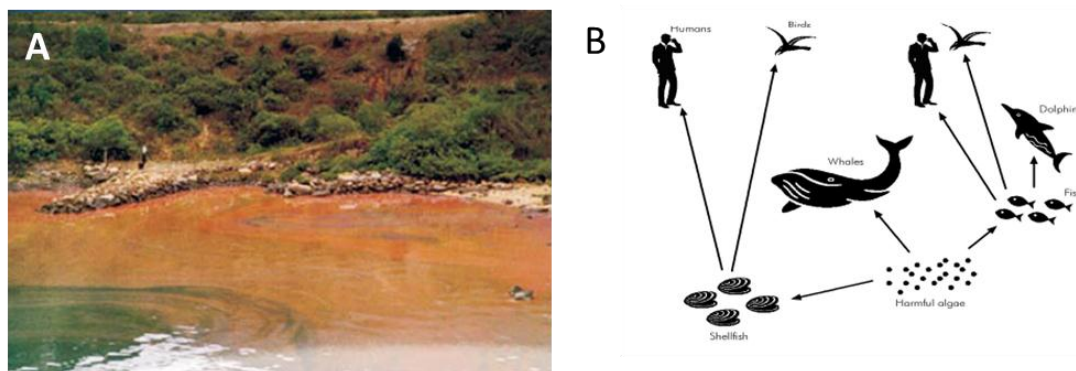 A
B
Humans
Birds
Dolphin
Whales
Fis
Harmful algae
Shellfish